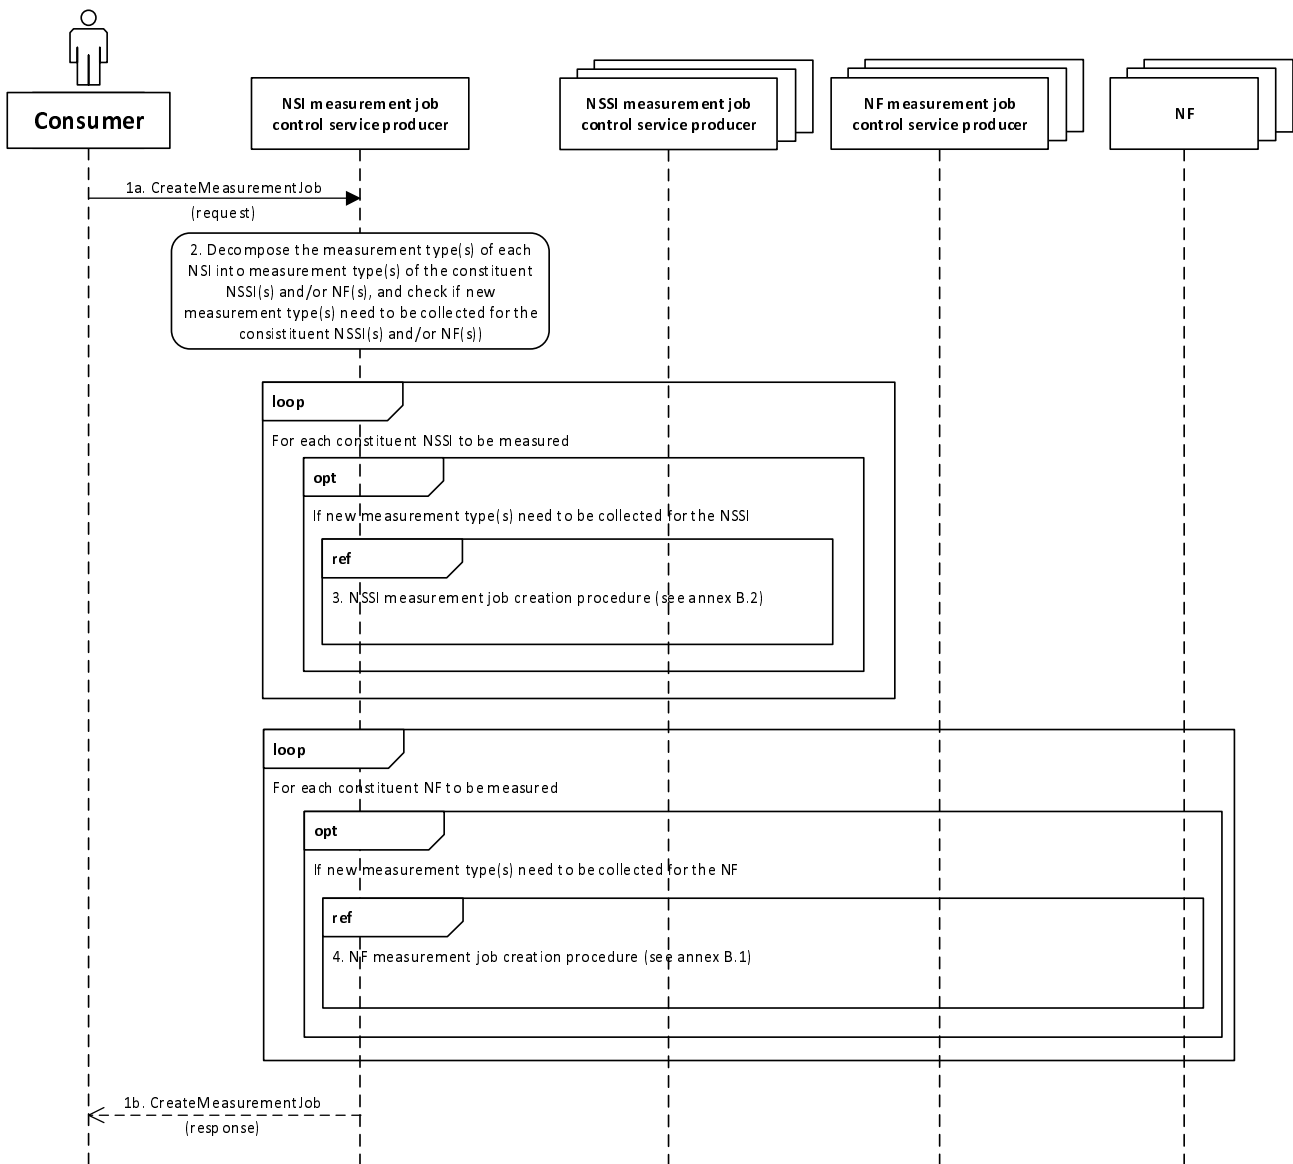 Consumer
NSI measurement job
control service producer
NSSI measurement job
control service producer
NF measurement job
control service producer
NF
1a. CreateMeasurementJob
(request)
2. Decompose the measurement type(s) of each
NSI into measurement type(s) of the constituent
NSSI(s) and/or NF(s), and check if new
measurement type(s) need to be collected for the
consistituent NSSI(s) and/or NF(s))
loop
For each constituent NSSI to be measured
opt
If new measurement type(s) need to be collected for the NSSI
ref
3. NSSI measurement job creation procedure (see annex B.2)
loop
For each constituent NF to be measured
opt
If new measurement type(s) need to be collected for the NF
ref
4. NF measurement job creation procedure (see annex B.1)
1b. CreateMeasurementJob
(response)